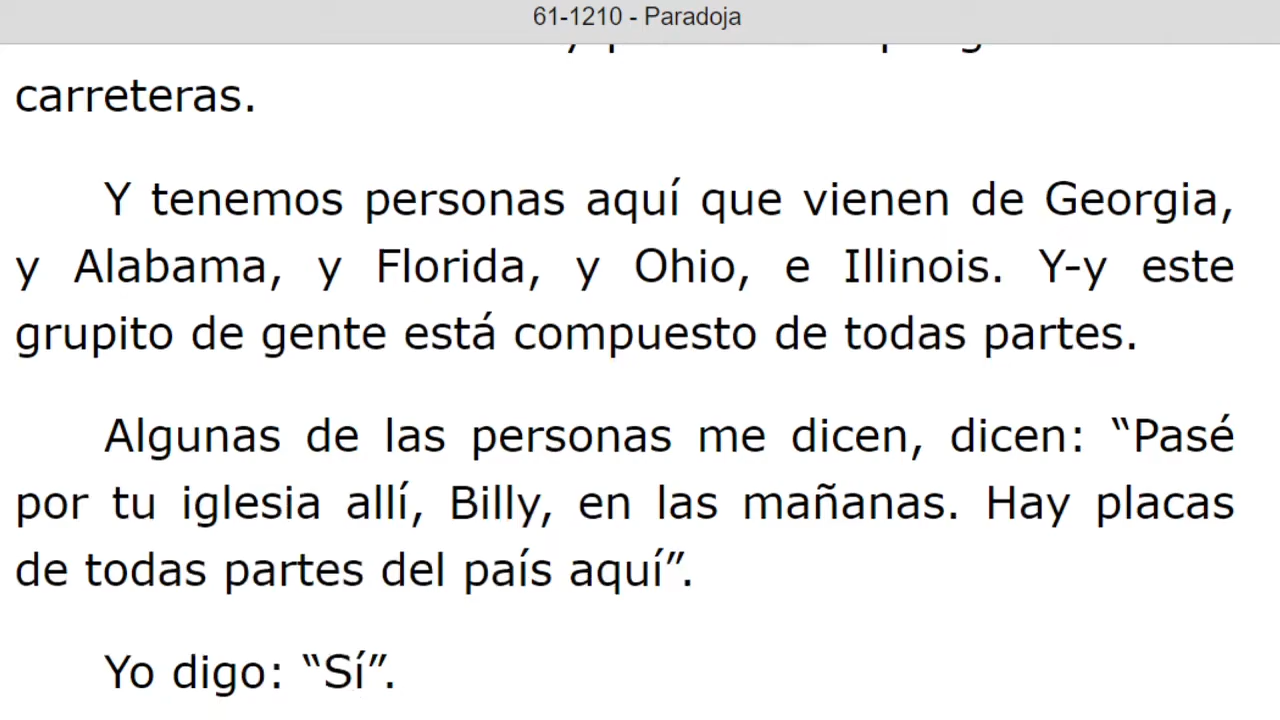 61-1210 - Paradoja
carreteras.
Y tenemos personas aquí que vienen de Georgia,
y Alabama, y Florida, y Ohio, e Illinois. Y-y este
grupito de gente está compuesto de todas partes.
Algunas de las personas me dicen, dicen: “Pasé
por tu iglesia allí, Billy, en las mañanas. Hay placas
de todas partes del país aquí”.
Yo digo: “Sí”.